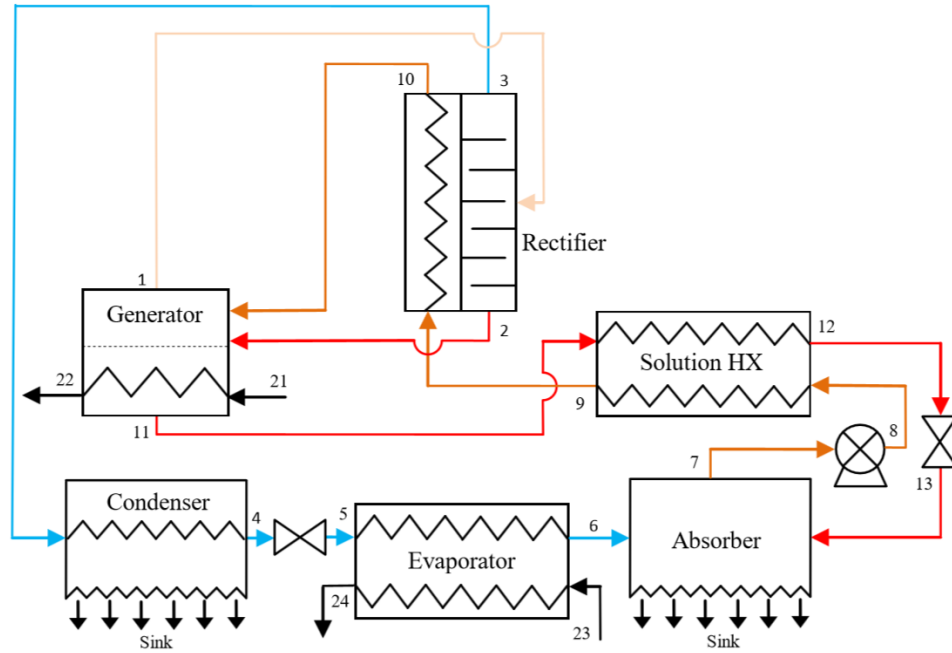 10
3
Rectifier
1
Generator
2
12
Solution HX
22
21
9
11
8
7
13
Condenser
4
5
6
Absorber
Evaporator
24
23
Sink
Sink